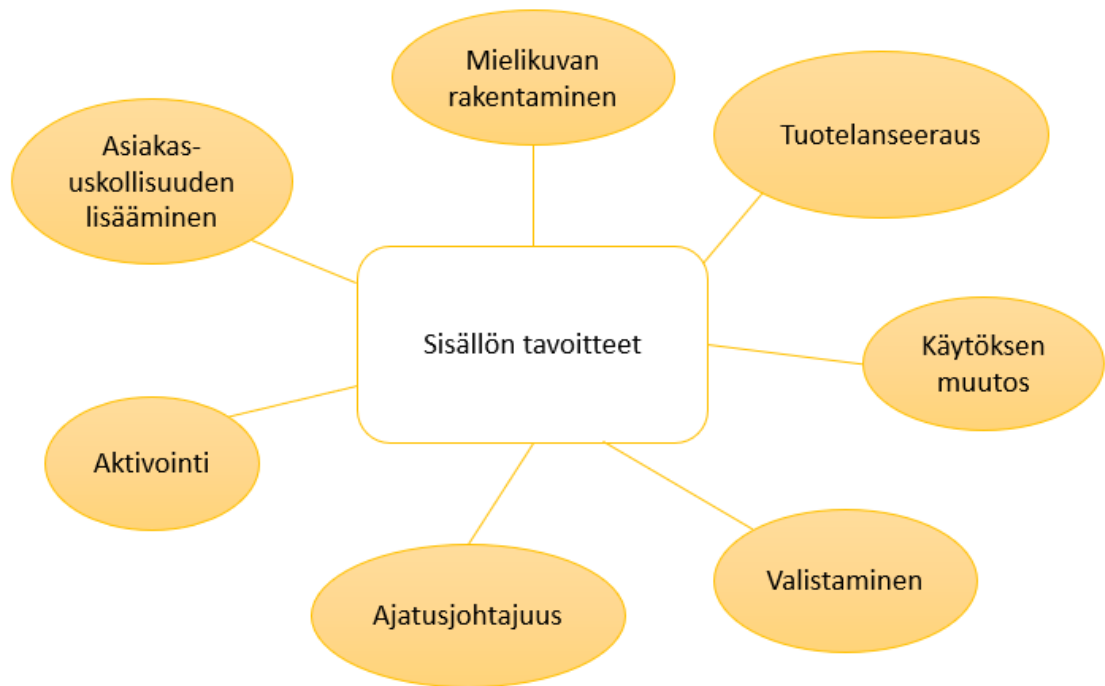 Mielikuvan
rakentaminen
Tuotelanseeraus
Asiakas-
uskollisuuden
lisääminen
Sisällön tavoitteet
Käytöksen
muutos
Aktivointi
Valistaminen
Ajatusjohtajuus